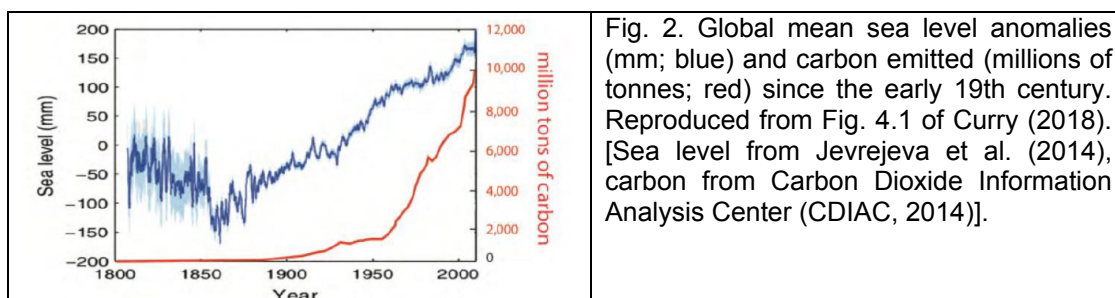 200
150
100
50
0
−50
−100
−150
−200
Sea level (mm)
1800
1850
1900
1950
2000
Year
12,000
10,000
8,000
6,000
4,000
2,000
0
million tons of carbon
Fig. 2. Global mean sea level anomalies
(mm; blue) and carbon emitted (millions of
tonnes; red) since the early 19th century.
Reproduced from Fig. 4.1 of Curry (2018).
[Sea level from Jevrejeva et al. (2014),
carbon from Carbon Dioxide Information
Analysis Center (CDIAC, 2014)].